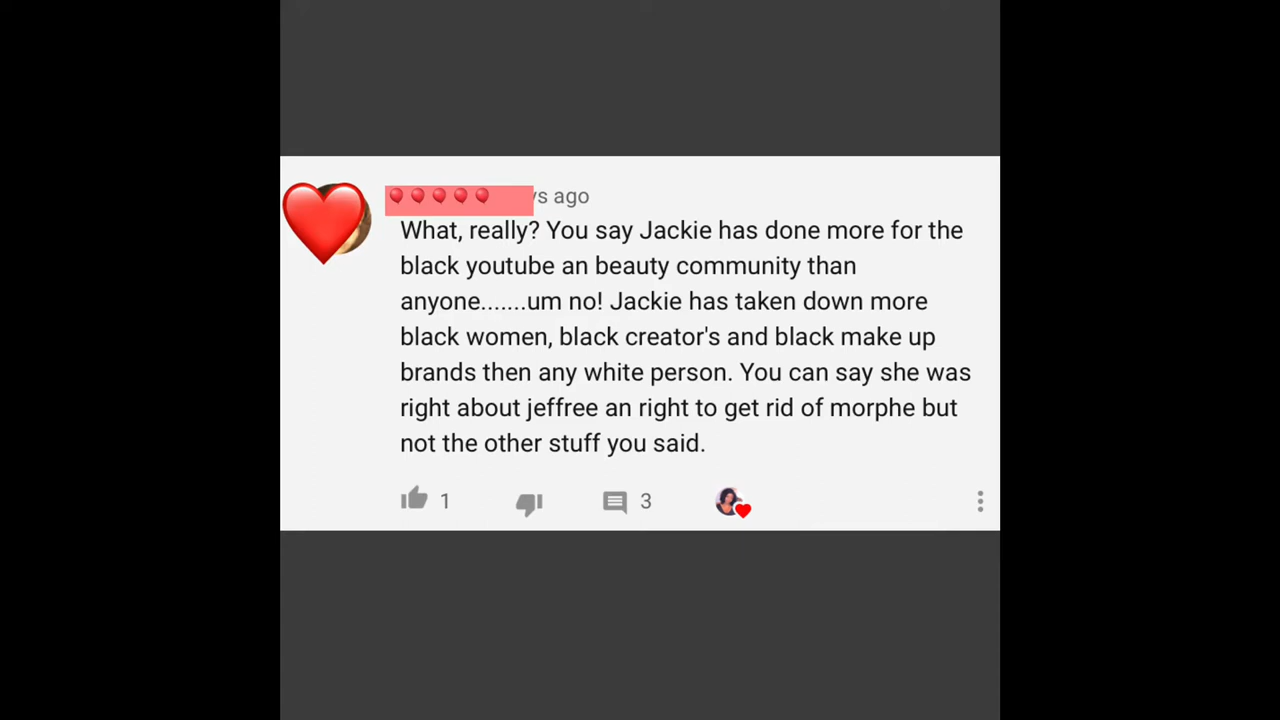 ys ago
What, really? You say Jackie has done more for the
black youtube an beauty community than
anyone.......um no! Jackie has taken down more
black women, black creator's and black make up
brands then any white person. You can say she was
right about jeffree an right to get rid of morphe but
not the other stuff you said.
1 3